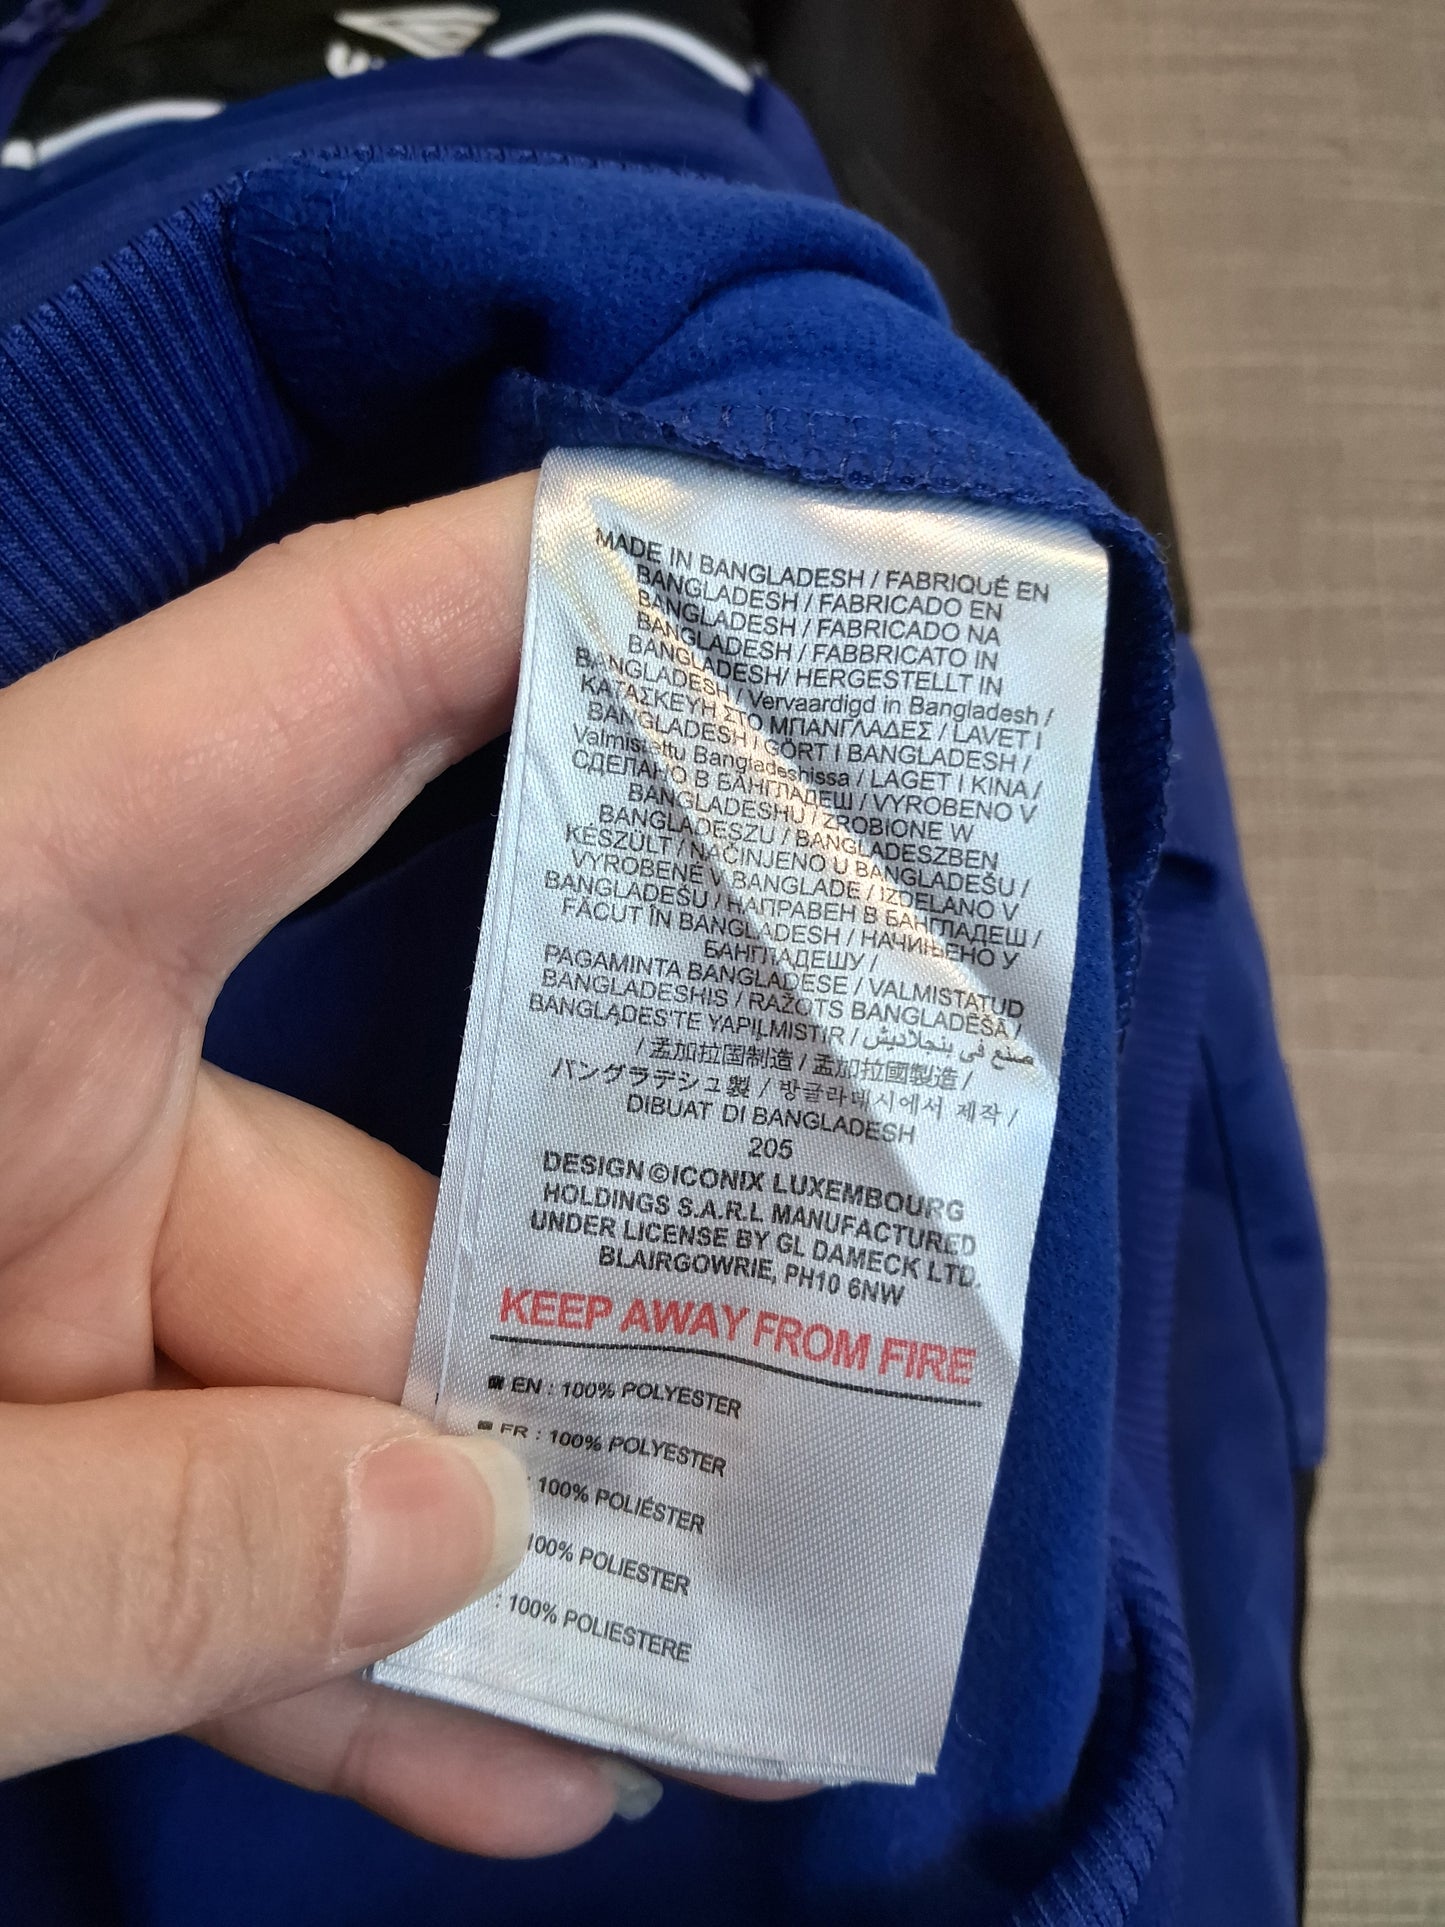 MADE IN BANGLADESH / FABRIQUÉ EN
BANGLADESH / FABRICADO EN
BANGLADESH / FABRICADO NA
BANGLADESH / FABBRICATO IN
BANGLADESH/ HERGESTELLT IN
BANGLADESH / Vervaardigd in Bangladesh /
ΚΑΤΑΣΚΕΥΗ ΣΤΟ ΜΠΑΝΓΛΑΔΕΣ / LAVET I
BANGLADESH / GÖRT I BANGLADESH /
Valmistettu Bangladeshissa / LAGET I KINA /
СДЕЛАНО В БАНГЛАДЕШ / VYROBENO V
BANGLADESHU / ZROBIONE W
BANGLADESZU / BANGLADESZBEN
KÉSZÜLT / NAČINJENO U BANGLADEŠU /
VYROBENÉ V BANGLADE / IZDELANO V
BANGLADEŠU / НАПРАВЕН В БАНГЛАДЕШ /
FĂCUT ÎN BANGLADESH / НАЧИЊЕНО У
БАНГЛАДЕШУ /
PAGAMINTA BANGLADEŠE / VALMISTATUD
BANGLADESHIS / RAŽOTS BANGLADEŠĀ /
BANGLADEŞ'TE YAPILMISTIR / صنع في بنجلاديش
/ 孟加拉国制造 / 孟加拉國製造 /
バングラデシュ製 / 방글라데시에서 제작 /
DIBUAT DI BANGLADESH
205
DESIGN ©ICONIX LUXEMBOURG
HOLDINGS S.A.R.L MANUFACTURED
UNDER LICENSE BY GL DAMECK LTD.
BLAIRGOWRIE, PH10 6NW
KEEP AWAY FROM FIRE
EN : 100% POLYESTER
FR : 100% POLYESTER
: 100% POLIÉSTER
100% POLIESTER
: 100% POLIESTERE